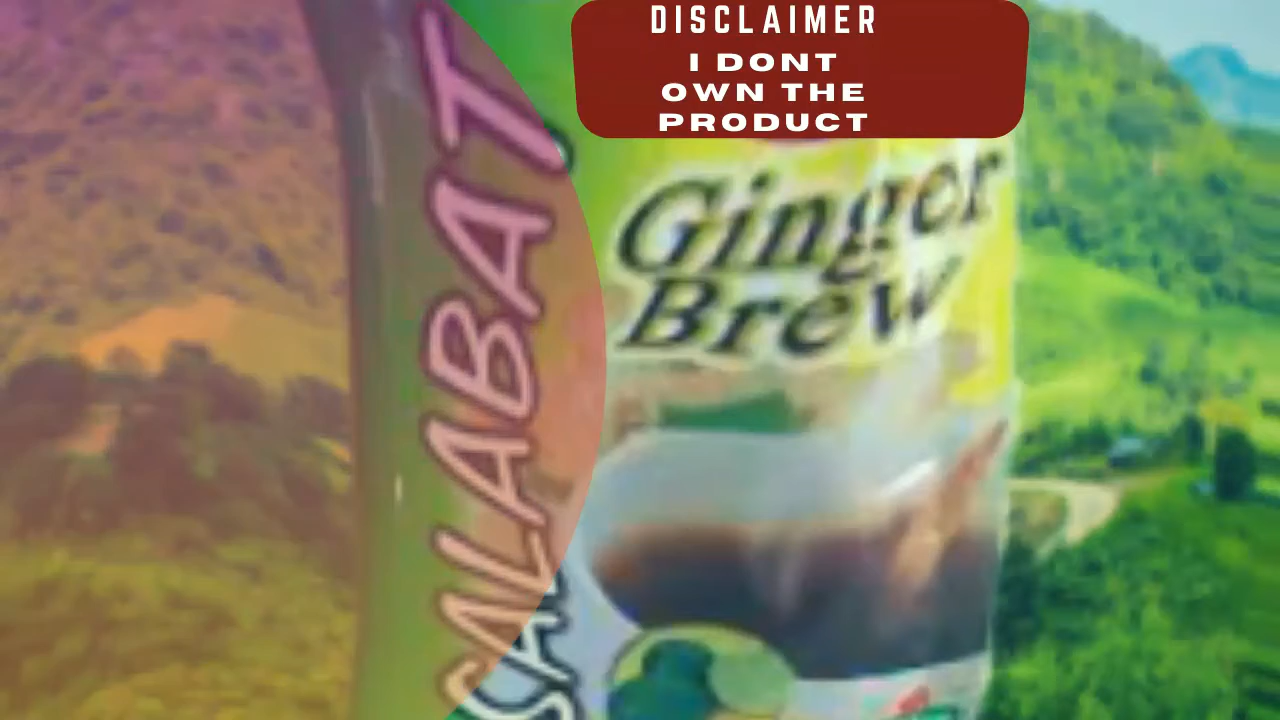 DISCLAIMER
I DONT
OWN THE
PRODUCT
Ginger
Brew
SALABAT